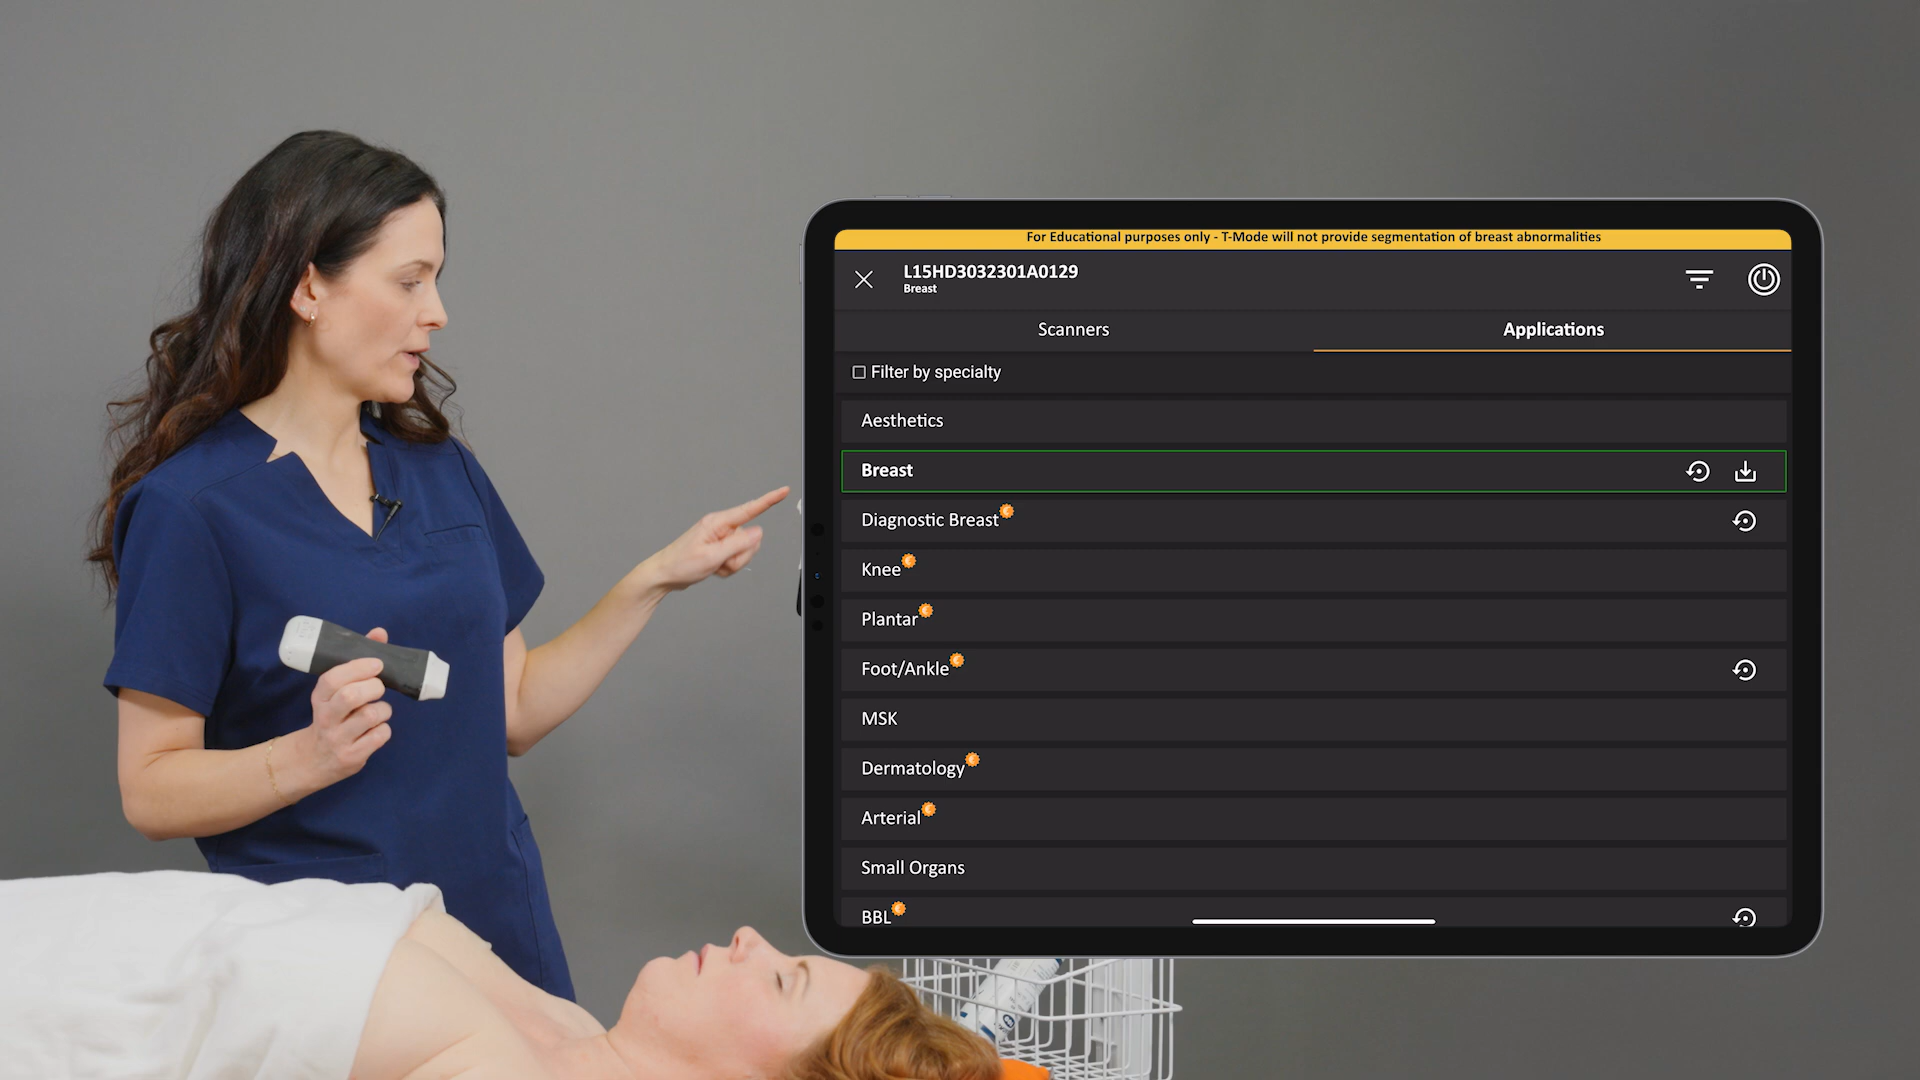 For Educational purposes only - T-Mode will not provide segmentation of breast abnormalities
L15HD3032301A0129
Breast
Scanners
Applications
Filter by specialty
Aesthetics
Breast
Diagnostic Breast
Knee
Plantar
Foot/Ankle
MSK
Dermatology
Arterial
Small Organs
BBL